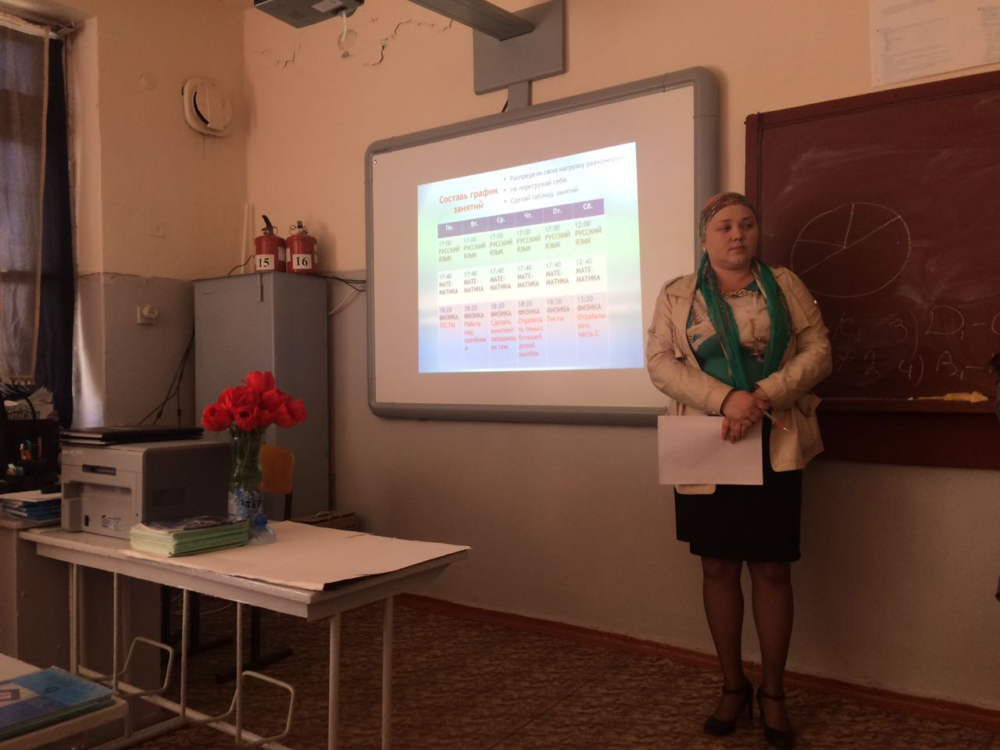 Составь график
занятий
• Распредели свою нагрузку равномерно
• Не перегружай себя.
• Сделай таблицу занятий
Пн. Вт. Ср. Чт. Пт. Сб.
17:00 17:00 17:00 17:00 17:00 12:00
РУССКИЙ РУССКИЙ РУССКИЙ РУССКИЙ РУССКИЙ РУССКИЙ
ЯЗЫК ЯЗЫК ЯЗЫК ЯЗЫК ЯЗЫК ЯЗЫК
17:40 17:40 17:40 17:40 17:40 12:40
МАТЕ- МАТЕ- МАТЕ- МАТЕ- МАТЕ- МАТЕ-
МАТИКА МАТИКА МАТИКА МАТИКА МАТИКА МАТИКА
18:20 18:20 18:20 18:20 18:20 13:20
ФИЗИКА ФИЗИКА ФИЗИКА ФИЗИКА ФИЗИКА ФИЗИКА
ТЕСТЫ Работа Сделать Отработа Тесты Отрабаты
над конспект ть темы с вать
ошибкам западающ большей часть С
и их тем долей
ошибок
15
16
3) D,-
2 4) B,-
ТЕР